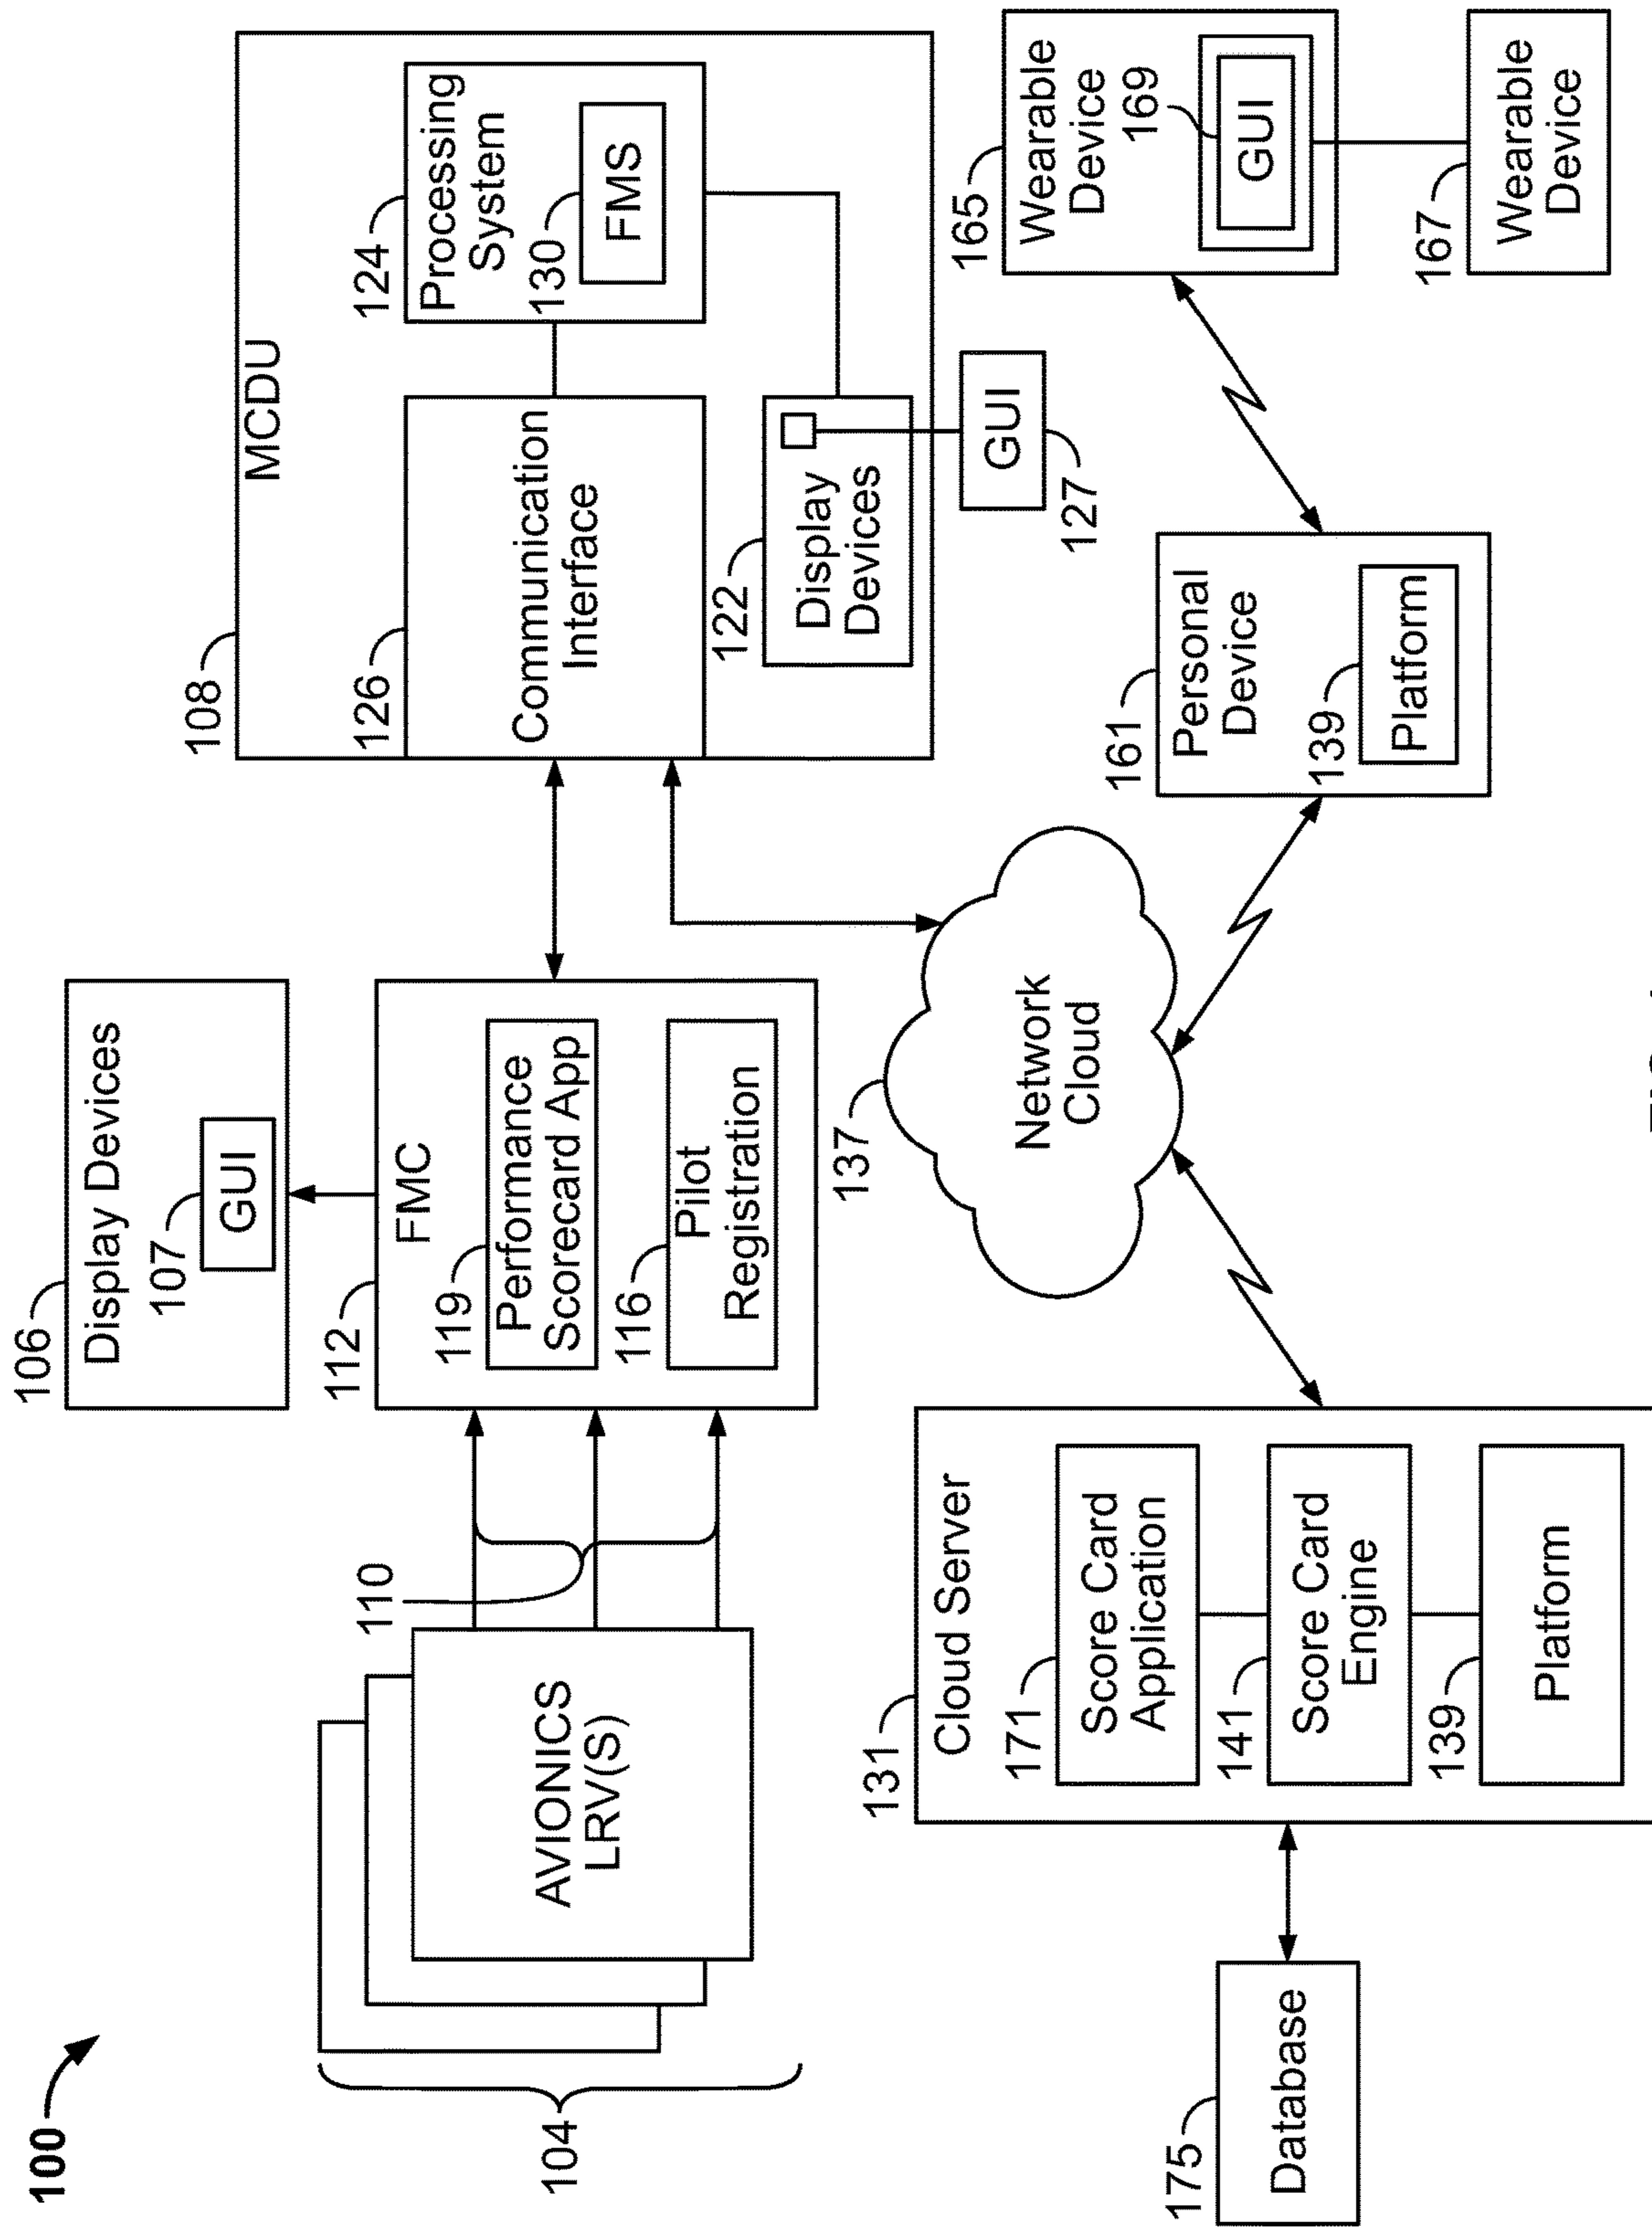 100
106
Display Devices
107
GUI
108
MCDU
124
Processing
System
130
FMS
126
Communication
Interface
122
Display
Devices
GUI
127
112
FMC
119
Performance
Scorecard App
116
Pilot
Registration
110
AVIONICS
LRV(S)
104
137
Network
Cloud
165
Wearable
Device
169
GUI
167
Wearable
Device
161
Personal
Device
139
Platform
131
Cloud Server
171
Score Card
Application
141
Score Card
Engine
139
Platform
175
Database